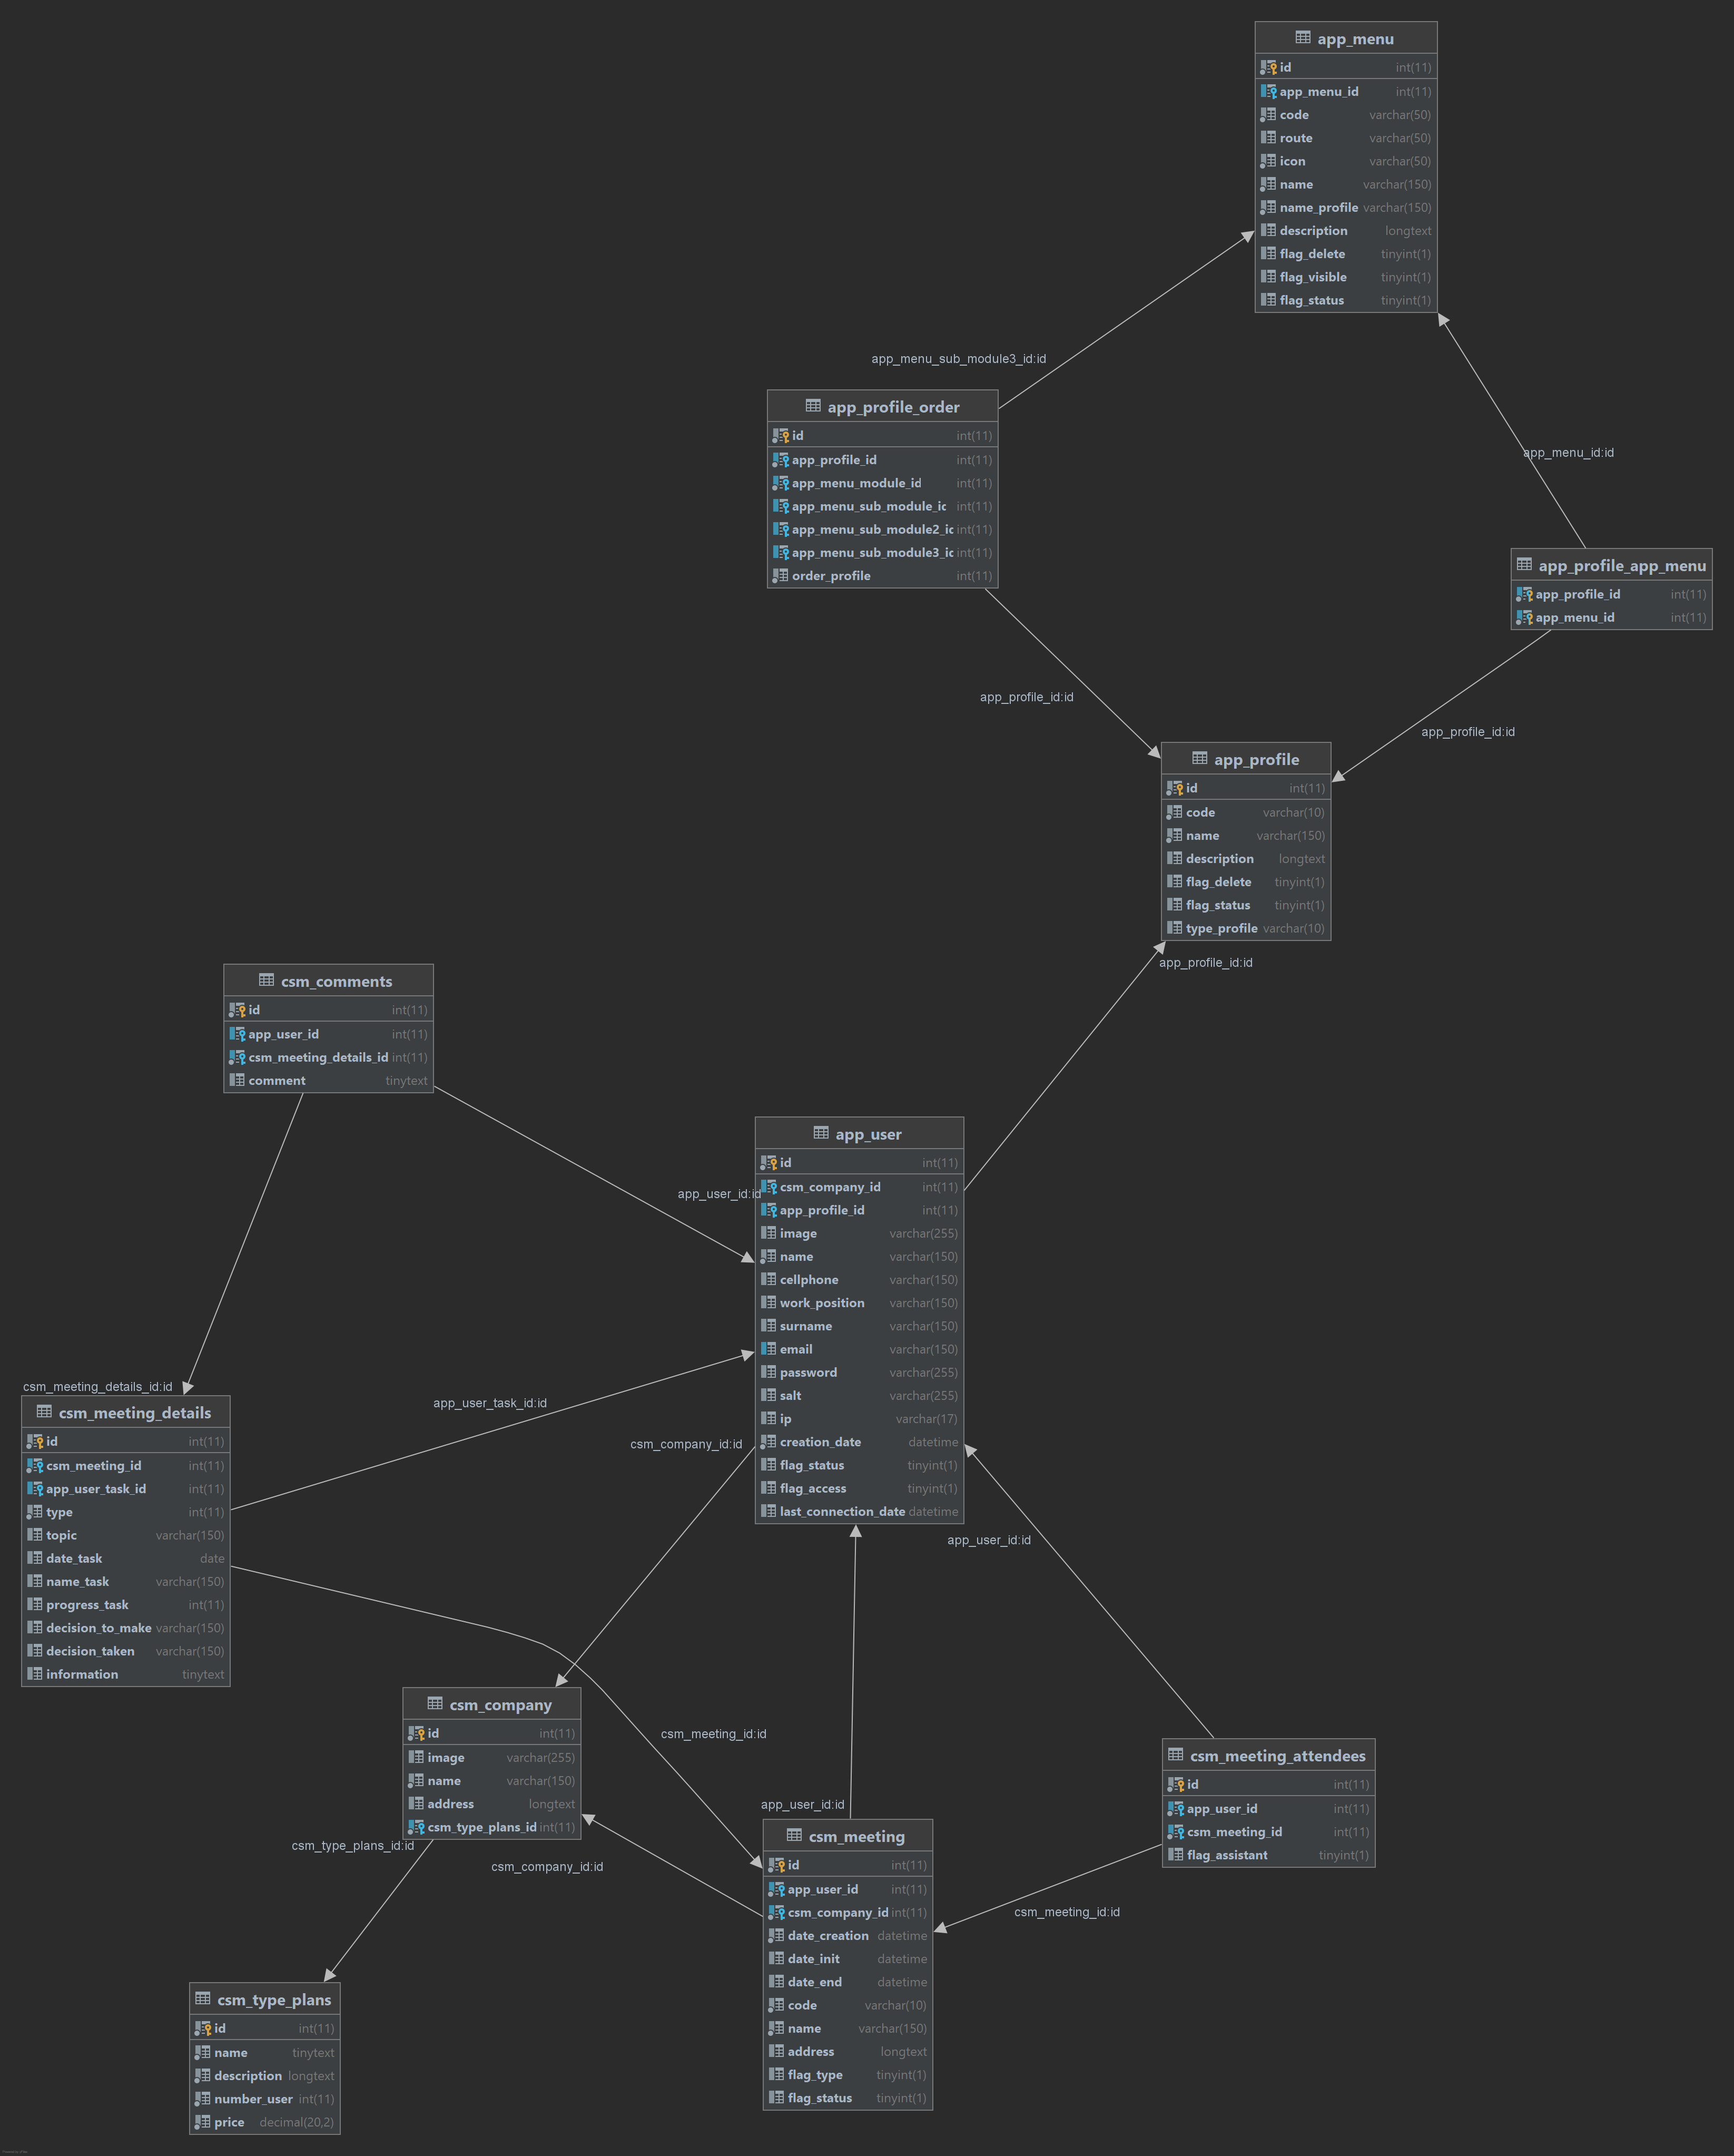 app_menu
id int(11)
app_menu_id int(11)
code varchar(50)
route varchar(50)
icon varchar(50)
name varchar(150)
name_profile varchar(150)
description longtext
flag_delete tinyint(1)
flag_visible tinyint(1)
flag_status tinyint(1)
app_menu_sub_module3_id:id
app_profile_order
id int(11)
app_profile_id int(11)
app_menu_module_id int(11)
app_menu_sub_module_ic int(11)
app_menu_sub_module2_ic int(11)
app_menu_sub_module3_ic int(11)
order_profile int(11)
app_menu_id:id
app_profile_app_menu
app_profile_id int(11)
app_menu_id int(11)
app_profile_id:id
app_profile_id:id
app_profile
id int(11)
code varchar(10)
name varchar(150)
description longtext
flag_delete tinyint(1)
flag_status tinyint(1)
type_profile varchar(10)
app_profile_id:id
csm_comments
id int(11)
app_user_id int(11)
csm_meeting_details_id int(11)
comment tinytext
app_user_id:id
app_user
id int(11)
csm_company_id int(11)
app_profile_id int(11)
image varchar(255)
name varchar(150)
cellphone varchar(150)
work_position varchar(150)
surname varchar(150)
email varchar(150)
password varchar(255)
salt varchar(255)
ip varchar(17)
creation_date datetime
flag_status tinyint(1)
flag_access tinyint(1)
last_connection_date datetime
csm_meeting_details_id:id
app_user_task_id:id
csm_company_id:id
csm_meeting_details
id int(11)
csm_meeting_id int(11)
app_user_task_id int(11)
type int(11)
topic varchar(150)
date_task date
name_task varchar(150)
progress_task int(11)
decision_to_make varchar(150)
decision_taken varchar(150)
information tinytext
app_user_id:id
csm_company
id int(11)
image varchar(255)
name varchar(150)
address longtext
csm_type_plans_id int(11)
csm_meeting_id:id
csm_meeting_attendees
id int(11)
app_user_id int(11)
csm_meeting_id int(11)
flag_assistant tinyint(1)
app_user_id:id
csm_type_plans_id:id
csm_company_id:id
csm_meeting_id:id
csm_meeting
id int(11)
app_user_id int(11)
csm_company_id int(11)
date_creation datetime
date_init datetime
date_end datetime
code varchar(10)
name varchar(150)
address longtext
flag_type tinyint(1)
flag_status tinyint(1)
csm_type_plans
id int(11)
name tinytext
description longtext
number_user int(11)
price decimal(20,2)